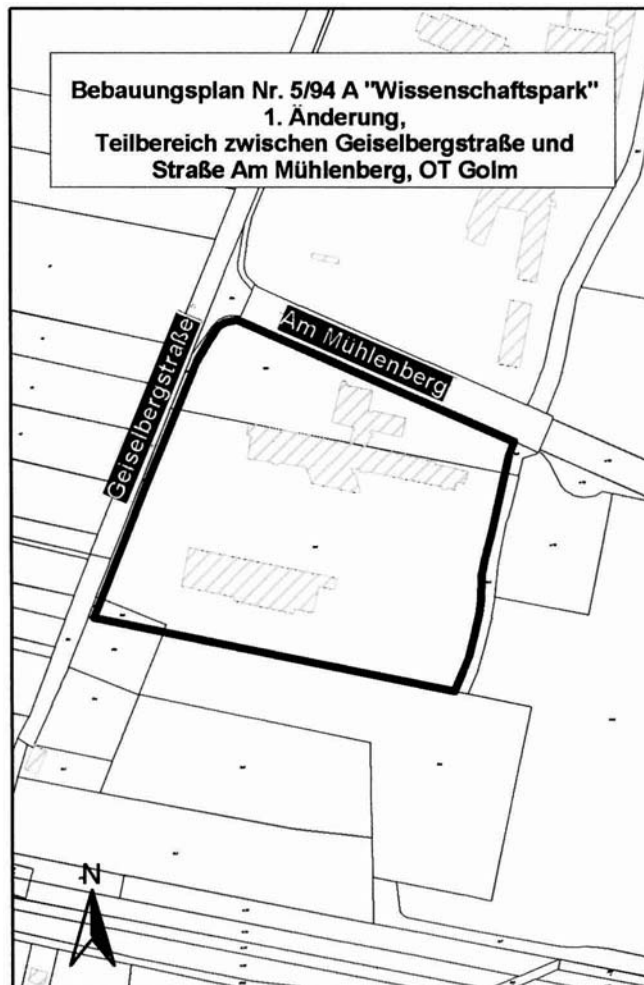 Bebauungsplan Nr. 5/94 A "Wissenschaftspark"
1. Änderung,
Teilbereich zwischen Geiselbergstraße und
Straße Am Mühlenberg, OT Golm
Am Mühlenberg
Geiselbergstraße
N